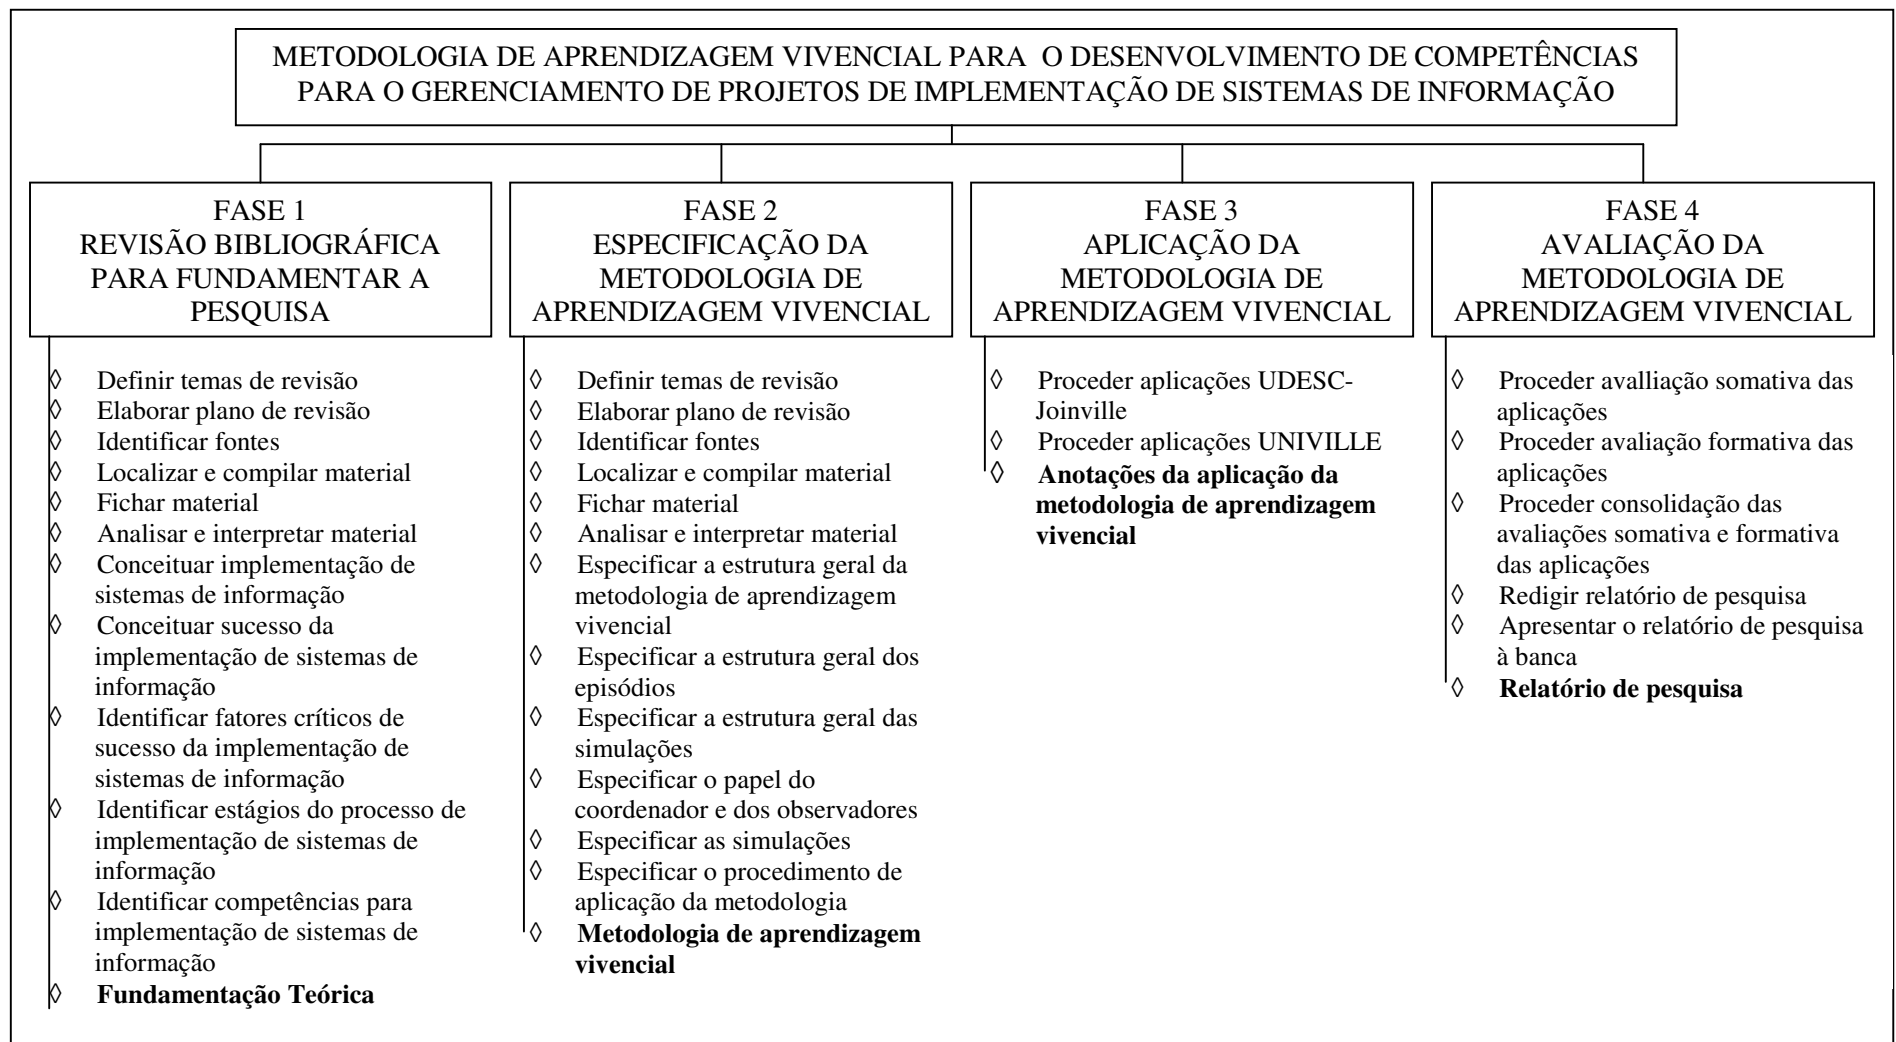 METODOLOGIA DE APRENDIZAGEM VIVENCIAL PARA O DESENVOLVIMENTO DE COMPETÊNCIAS
PARA O GERENCIAMENTO DE PROJETOS DE IMPLEMENTAÇÃO DE SISTEMAS DE INFORMAÇÃO
FASE 1
REVISÃO BIBLIOGRÁFICA
PARA FUNDAMENTAR A
PESQUISA
◊ Definir temas de revisão
◊ Elaborar plano de revisão
◊ Identificar fontes
◊ Localizar e compilar material
◊ Fichar material
◊ Analisar e interpretar material
◊ Conceituar implementação de
sistemas de informação
◊ Conceituar sucesso da
implementação de sistemas de
informação
◊ Identificar fatores críticos de
sucesso da implementação de
sistemas de informação
◊ Identificar estágios do processo de
implementação de sistemas de
informação
◊ Identificar competências para
implementação de sistemas de
informação
◊ Fundamentação Teórica
FASE 2
ESPECIFICAÇÃO DA
METODOLOGIA DE
APRENDIZAGEM VIVENCIAL
◊ Definir temas de revisão
◊ Elaborar plano de revisão
◊ Identificar fontes
◊ Localizar e compilar material
◊ Fichar material
◊ Analisar e interpretar material
◊ Especificar a estrutura geral da
metodologia de aprendizagem
vivencial
◊ Especificar a estrutura geral dos
episódios
◊ Especificar a estrutura geral das
simulações
◊ Especificar o papel do
coordenador e dos observadores
◊ Especificar as simulações
◊ Especificar o procedimento de
aplicação da metodologia
◊ Metodologia de aprendizagem
vivencial
FASE 3
APLICAÇÃO DA
METODOLOGIA DE
APRENDIZAGEM VIVENCIAL
◊ Proceder aplicações UDESC-
Joinville
◊ Proceder aplicações UNIVILLE
◊ Anotações da aplicação da
metodologia de aprendizagem
vivencial
FASE 4
AVALIAÇÃO DA
METODOLOGIA DE
APRENDIZAGEM VIVENCIAL
◊ Proceder avalliação somativa das
aplicações
◊ Proceder avaliação formativa das
aplicações
◊ Proceder consolidação das
avaliações somativa e formativa
das aplicações
◊ Redigir relatório de pesquisa
◊ Apresentar o relatório de pesquisa
à banca
◊ Relatório de pesquisa